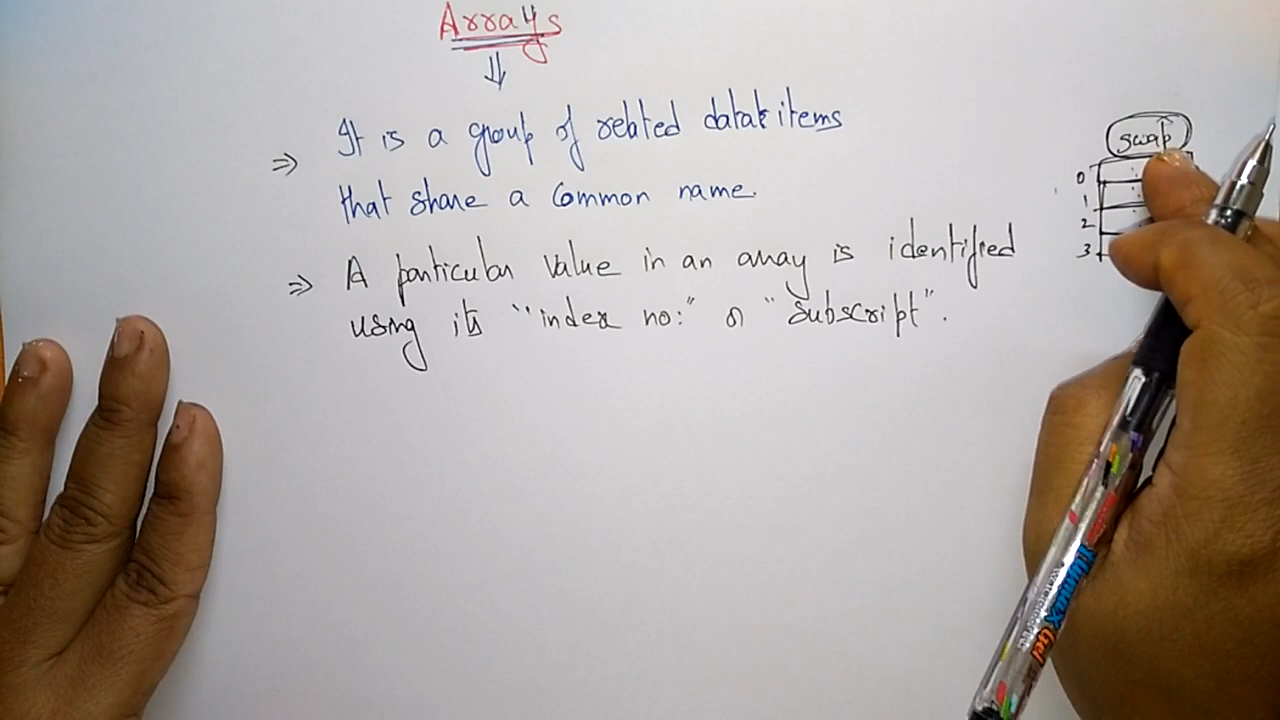 Arrays
⇒ It is a group of related data items
that share a common name.
⇒ A particular value in an array is identified
using its "index no:" or "subscript".
swap
0
1
2
3